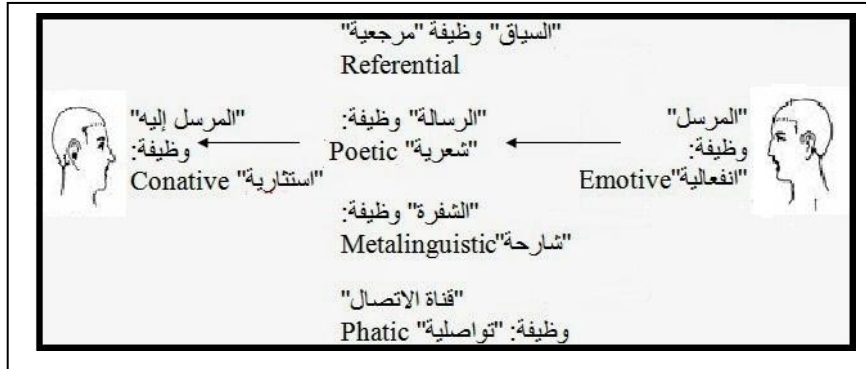 "السياق" وظيفة "مرجعية"
Referential
"المرسل"
وظيفة:
"انفعالية"Emotive
"الرسالة" وظيفة:
"شعرية" Poetic
"المرسل إليه"
وظيفة:
"استثارية" Conative
"الشفرة" وظيفة:
"شارحة"Metalinguistic
"قناة الاتصال"
وظيفة: "تواصلية" Phatic